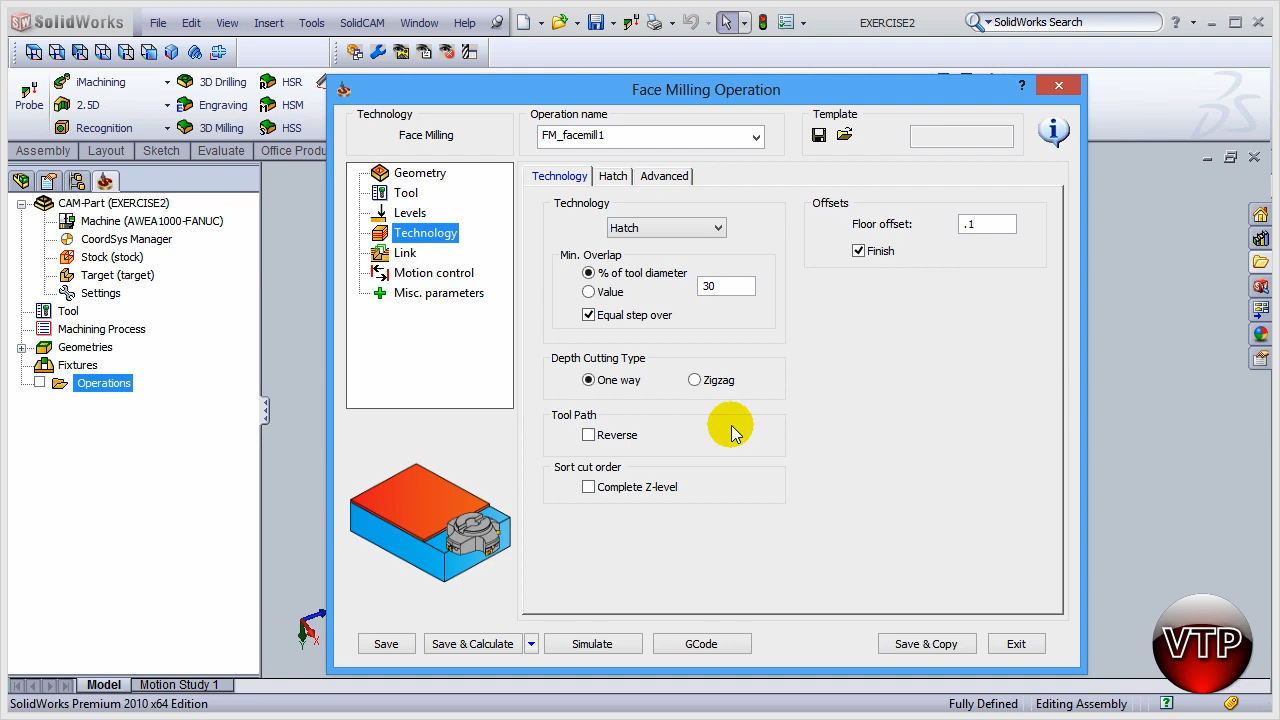 SolidWorks File Edit View Insert Tools SolidCAM Window Help EXERCISE2 SolidWorks Search ?
iMachining 3D Drilling HSR
Probe 2.5D Engraving HSM
Recognition 3D Milling HSS
Assembly Layout Sketch Evaluate Office Produ
CAM-Part (EXERCISE2)
Machine (AWEA1000-FANUC)
CoordSys Manager
Stock (stock)
Target (target)
Settings
Tool
Machining Process
Geometries
Fixtures
Operations
Face Milling Operation ?
Technology Operation name Template
Face Milling FM_facemill1
Geometry
Tool
Levels
Technology
Link
Motion control
Misc. parameters
Technology Hatch Advanced
Technology Offsets
Hatch Floor offset: .1
Finish
Min. Overlap
% of tool diameter 30
Value
Equal step over
Depth Cutting Type
One way Zigzag
Tool Path
Reverse
Sort cut order
Complete Z-level
Save Save & Calculate Simulate GCode Save & Copy Exit
X
VTP
Model Motion Study 1
SolidWorks Premium 2010 x64 Edition Fully Defined Editing Assembly ?